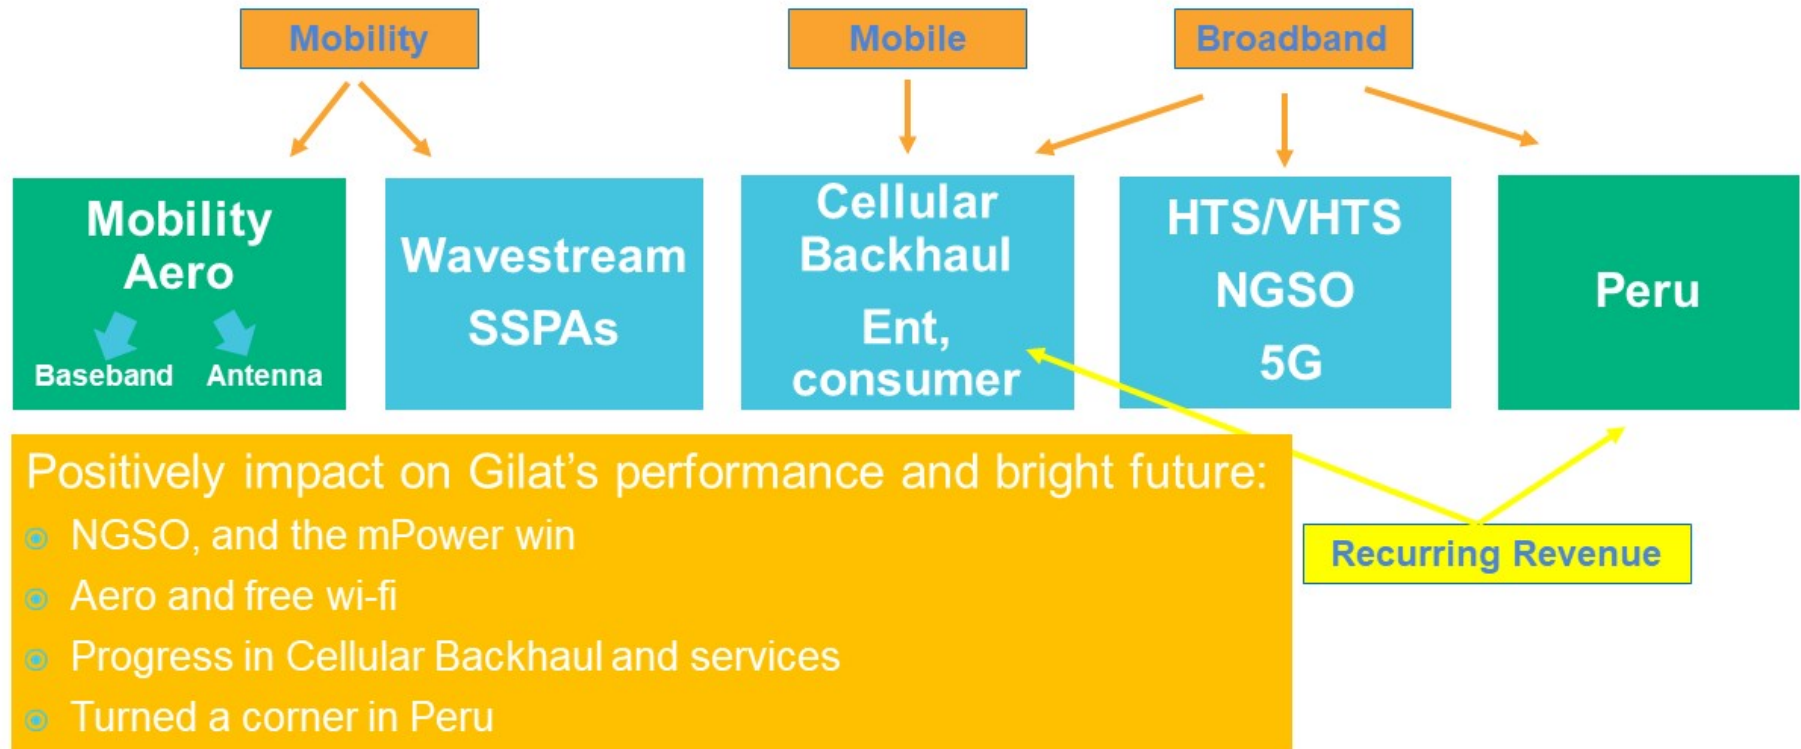 Mobility
Mobile
Broadband
Mobility
Aero
Baseband
Antenna
Wavestream
SSPAs
Cellular
Backhaul
Ent,
consumer
HTS/VHTS
NGSO
5G
Peru
Positively impact on Gilat’s performance and bright future:
NGSO, and the mPower win
Aero and free wi-fi
Progress in Cellular Backhaul and services
Turned a corner in Peru
Recurring Revenue